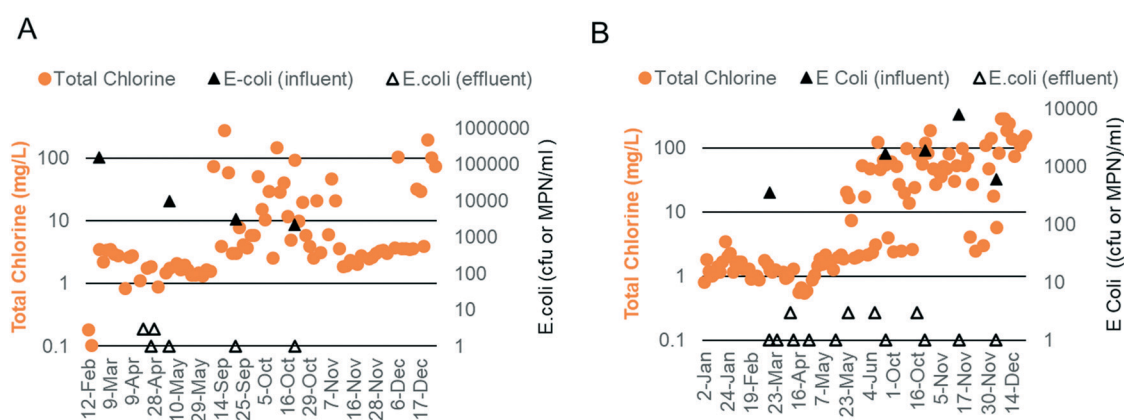 A
Total Chlorine E-coli (influent) E.coli (effluent)
Total Chlorine (mg/L)
100
10
1
0.1
1000000
100000
10000
1000
100
10
1
E.coli (cfu or MPN/ml)
12-Feb
9-Mar
9-Apr
28-Apr
10-May
29-May
14-Sep
25-Sep
5-Oct
16-Oct
29-Oct
7-Nov
16-Nov
28-Nov
6-Dec
17-Dec
B
Total Chlorine E Coli (influent) E.Coli (effluent)
Total Chlorine (mg/L)
100
10
1
0.1
10000
1000
100
10
1
E Coli ((cfu or MPN)/ml)
2-Jan
24-Jan
19-Feb
23-Mar
16-Apr
7-May
23-May
4-Jun
1-Oct
16-Oct
5-Nov
17-Nov
30-Nov
14-Dec